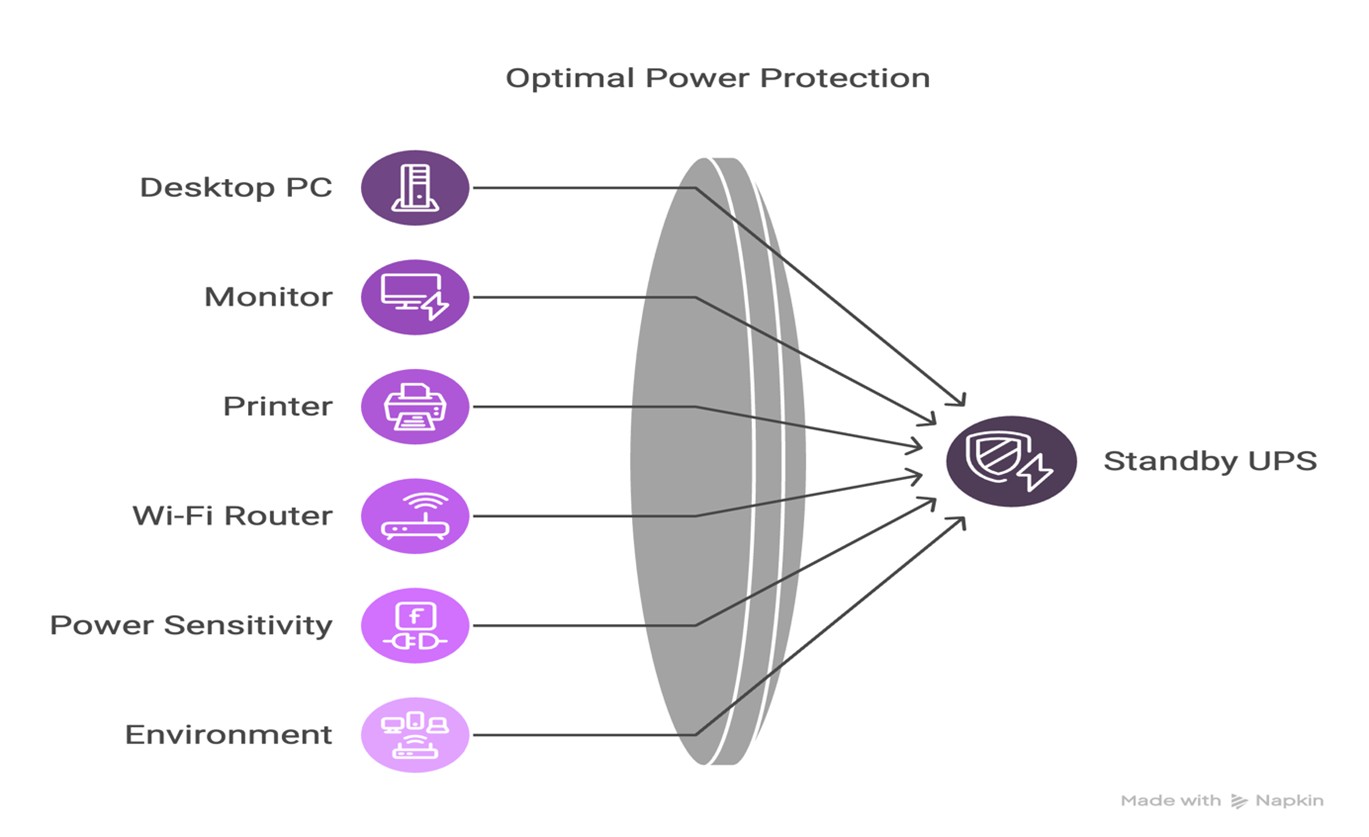 Optimal Power Protection
Desktop PC
Monitor
Printer
Wi-Fi Router
Power Sensitivity
Environment
Standby UPS
Made with Napkin